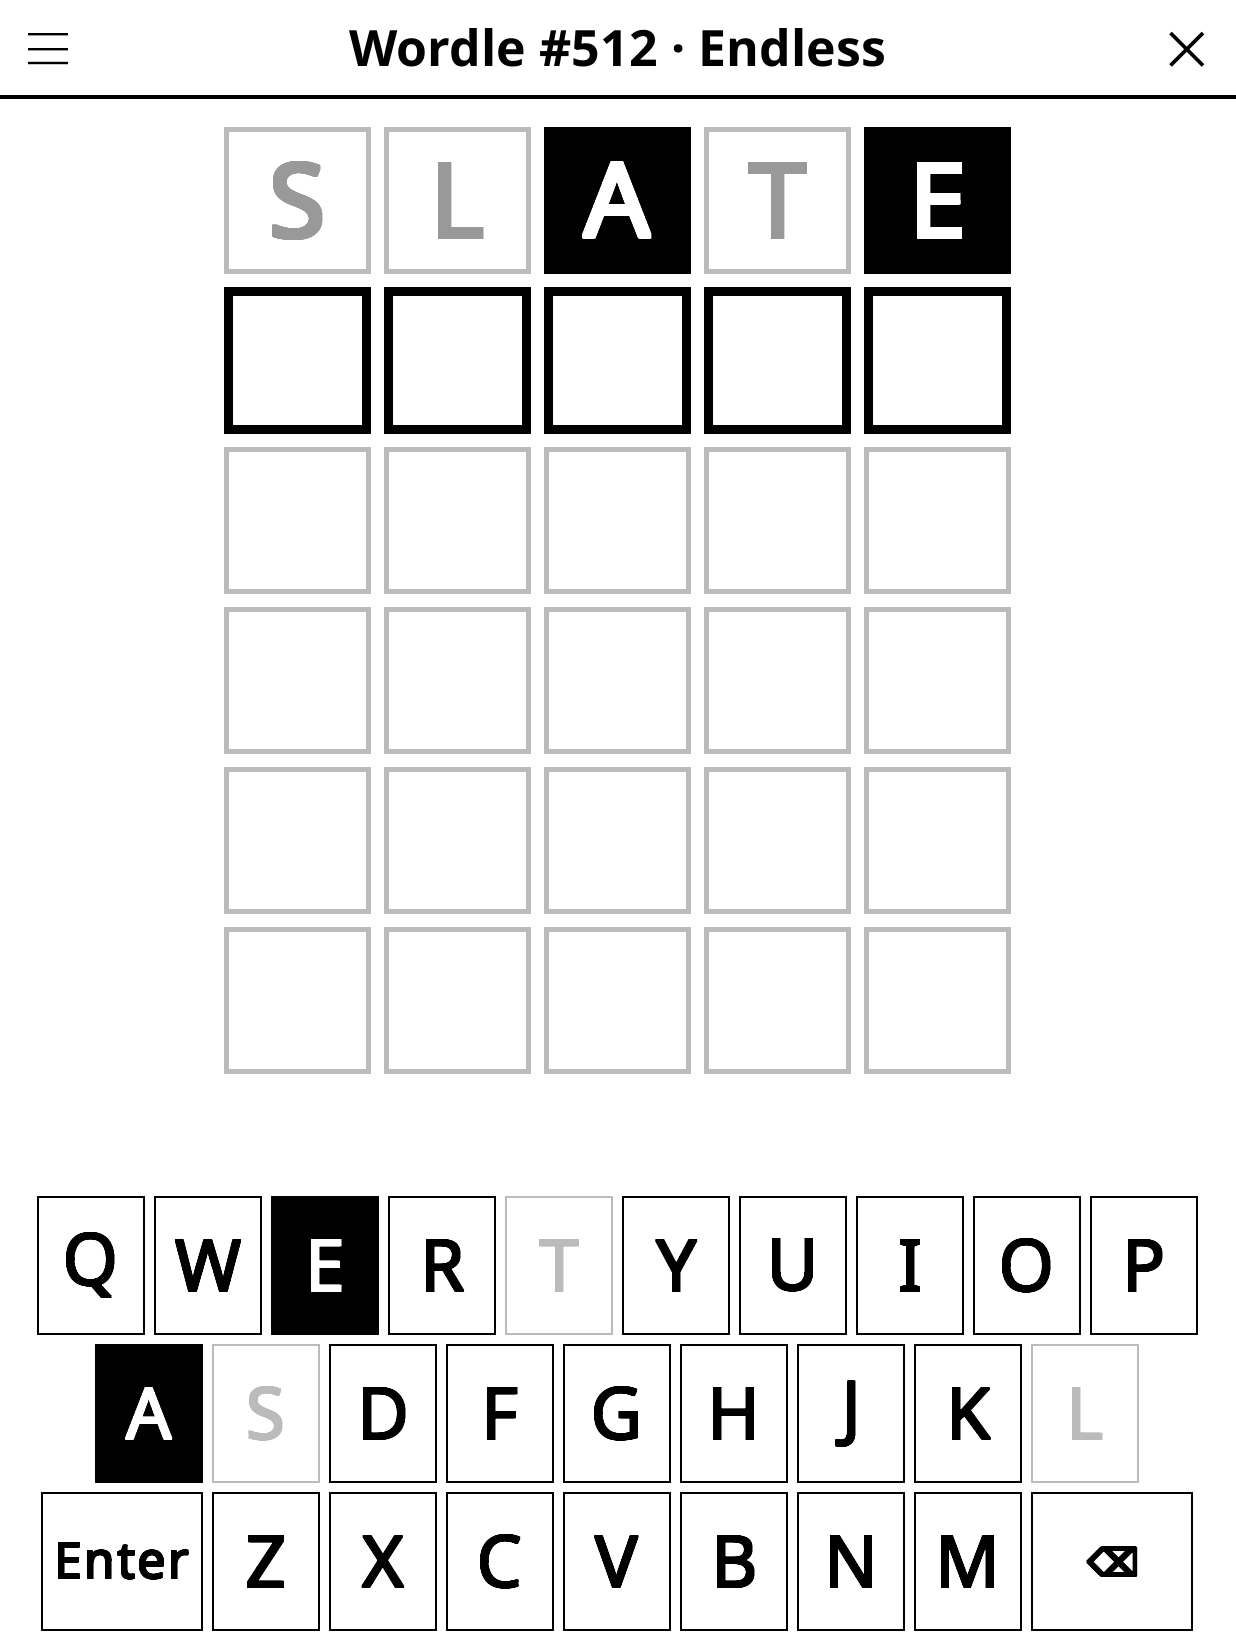 Wordle #512 · Endless
S L A T E
Q W E R T Y U I O P
A S D F G H J K L
Enter Z X C V B N M ⌫